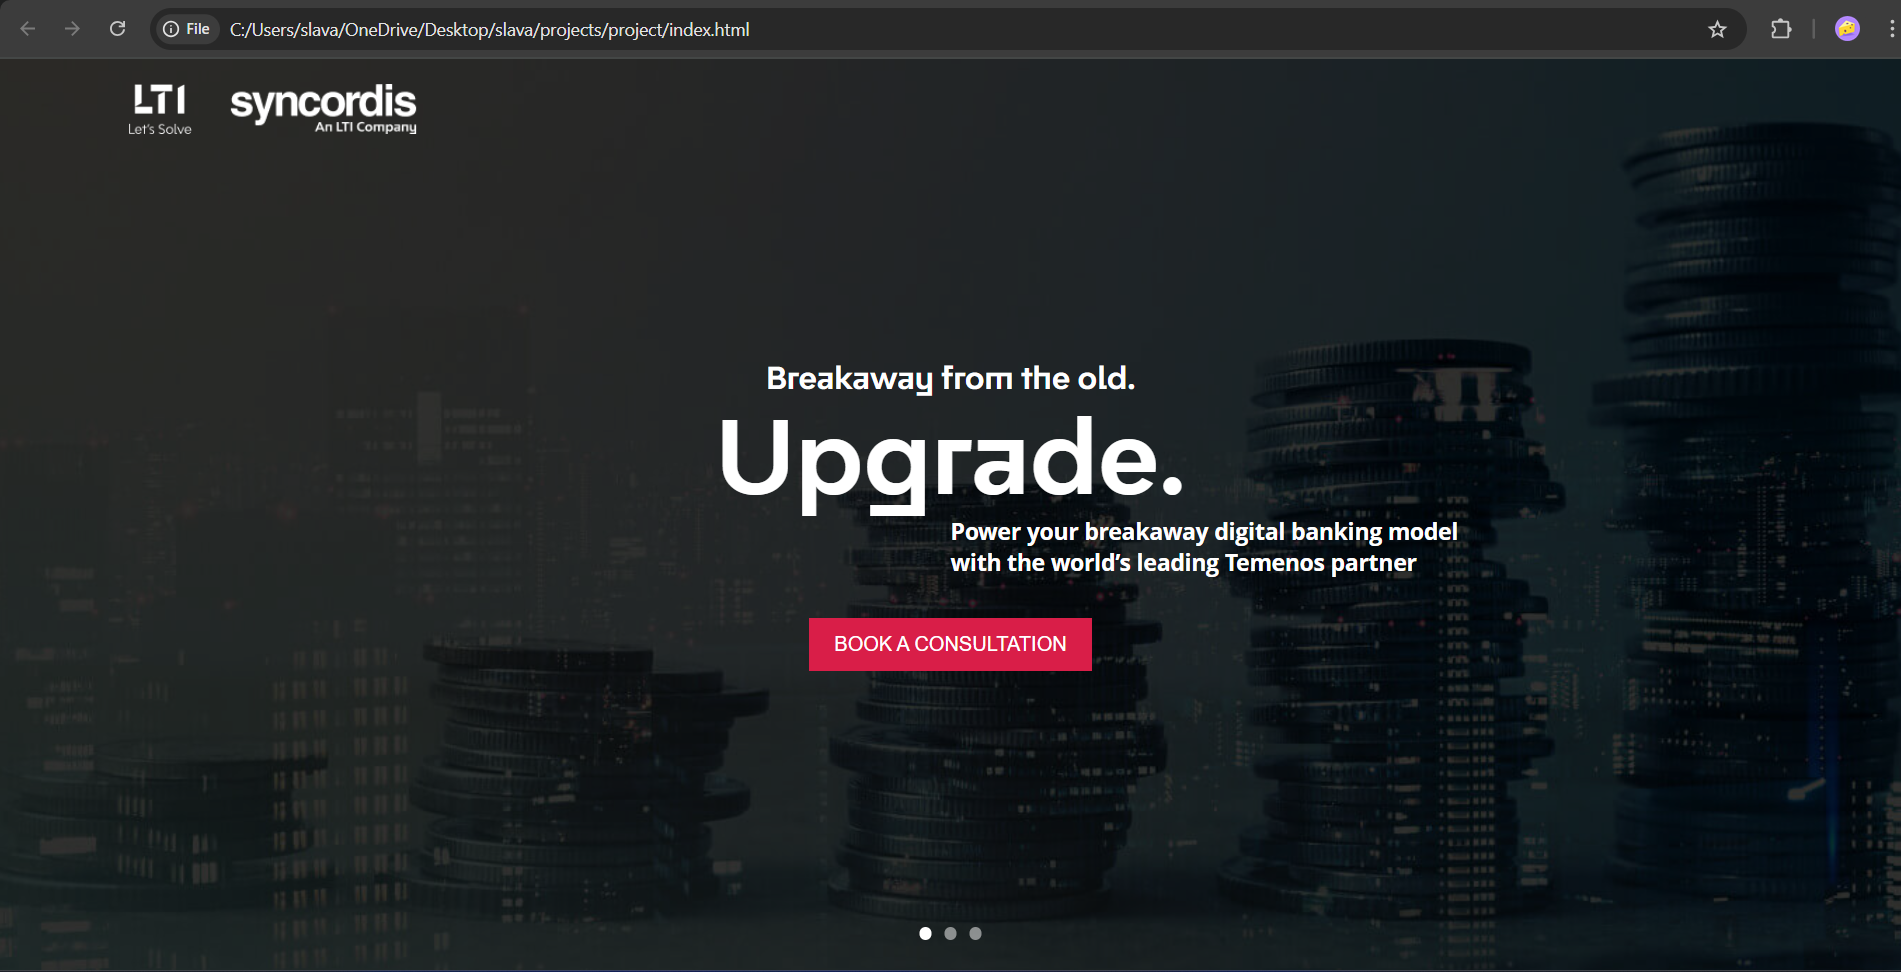 File C:/Users/slava/OneDrive/Desktop/slava/projects/project/index.html
LTI
Let's Solve
syncordis
An LTI Company
Breakaway from the old.
Upgrade.
Power your breakaway digital banking model
with the world’s leading Temenos partner
BOOK A CONSULTATION